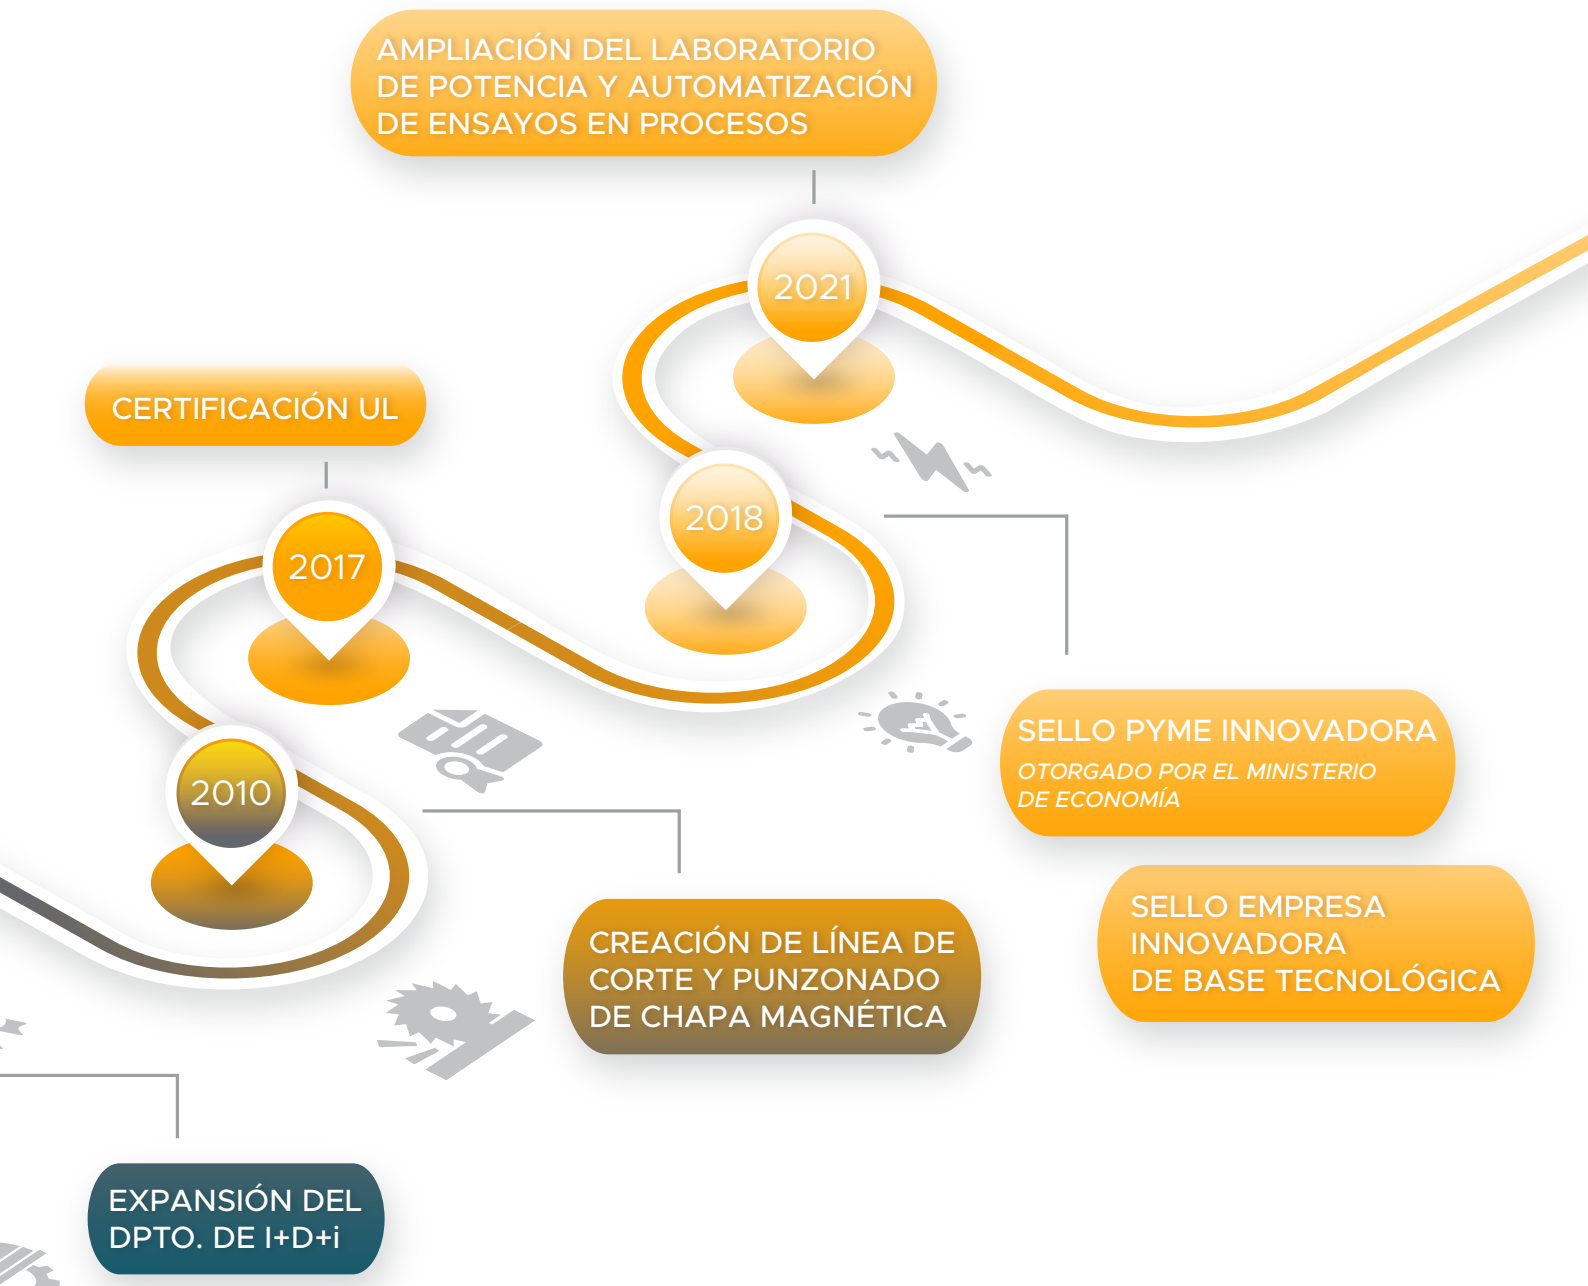 AMPLIACIÓN DEL LABORATORIO
DE POTENCIA Y AUTOMATIZACIÓN
DE ENSAYOS EN PROCESOS
2021
CERTIFICACIÓN UL
2017
2018
SELLO PYME INNOVADORA
OTORGADO POR EL MINISTERIO
DE ECONOMÍA
2010
SELLO EMPRESA
INNOVADORA
DE BASE TECNOLÓGICA
CREACIÓN DE LÍNEA DE
CORTE Y PUNZONADO
DE CHAPA MAGNÉTICA
EXPANSIÓN DEL
DPTO. DE I+D+i